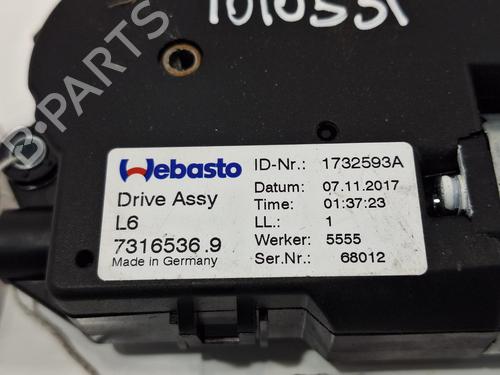 1010531
B-PARTS
Webasto
Drive Assy
L6
7316536.9
Made in Germany
ID-Nr.: 1732593A
Datum: 07.11.2017
Time: 01:37:23
LL.: 1
Werker: 5555
Ser.Nr.: 68012